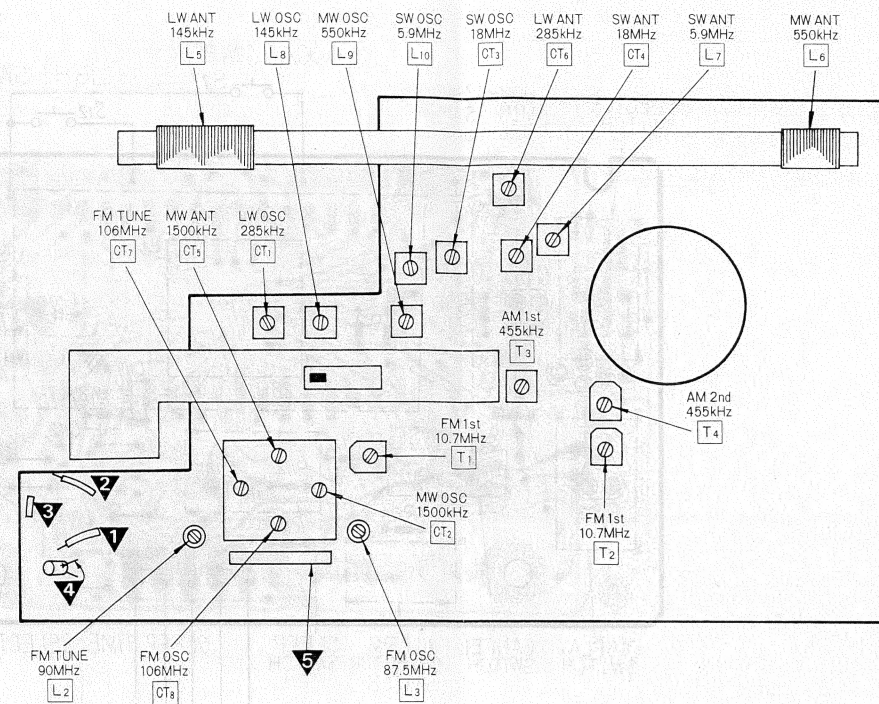 LW ANT
145kHz
L5
LW OSC
145kHz
L8
MW OSC
550kHz
L9
SW OSC
5.9MHz
L10
SW OSC
18MHz
CT3
LW ANT
285kHz
CT6
SW ANT
18MHz
CT4
SW ANT
5.9MHz
L7
MW ANT
550kHz
L6
FM TUNE
106MHz
CT7
MW ANT
1500kHz
CT5
LW OSC
285kHz
CT1
AM 1st
455kHz
T3
AM 2nd
455kHz
T4
FM 1st
10.7MHz
T1
MW OSC
1500kHz
CT2
FM 1st
10.7MHz
T2
2
3
1
4
5
FM TUNE
90MHz
L2
FM OSC
106MHz
CT8
FM OSC
87.5MHz
L3